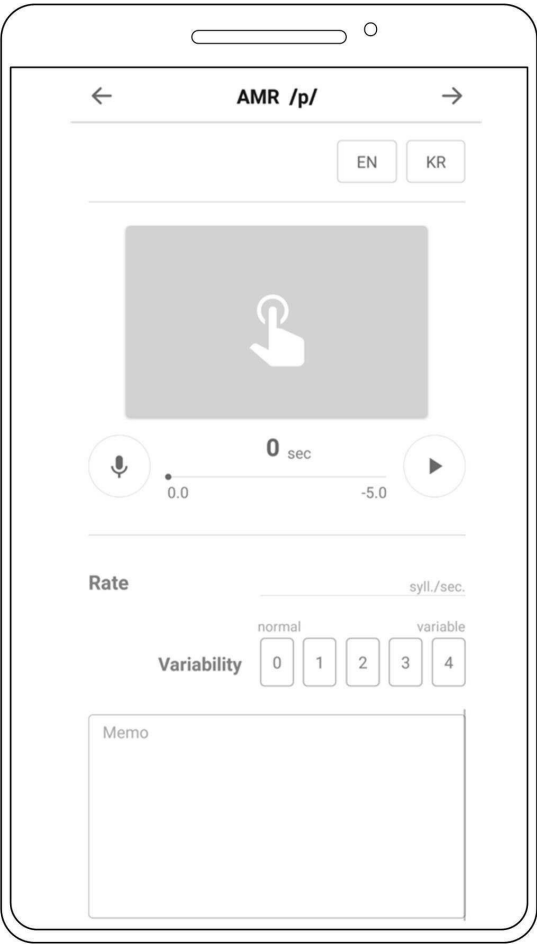 AMR /p/
EN KR
0 sec
0.0 -5.0
Rate syll./sec.
normal variable
Variability 0 1 2 3 4
Memo